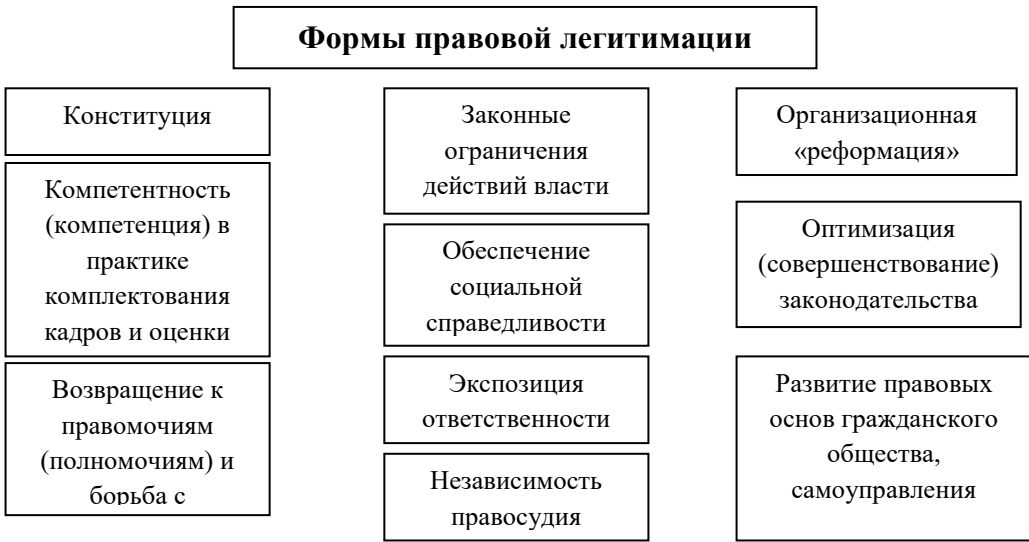 Формы правовой легитимации
Конституция
Компетентность
(компетенция) в
практике
комплектования
кадров и оценки
Возвращение к
правомочиям
(полномочиям) и
борьба с
Законные
ограничения
действий власти
Обеспечение
социальной
справедливости
Экспозиция
ответственности
Независимость
правосудия
Организационная
«реформация»
Оптимизация
(совершенствование)
законодательства
Развитие правовых
основ гражданского
общества,
самоуправления